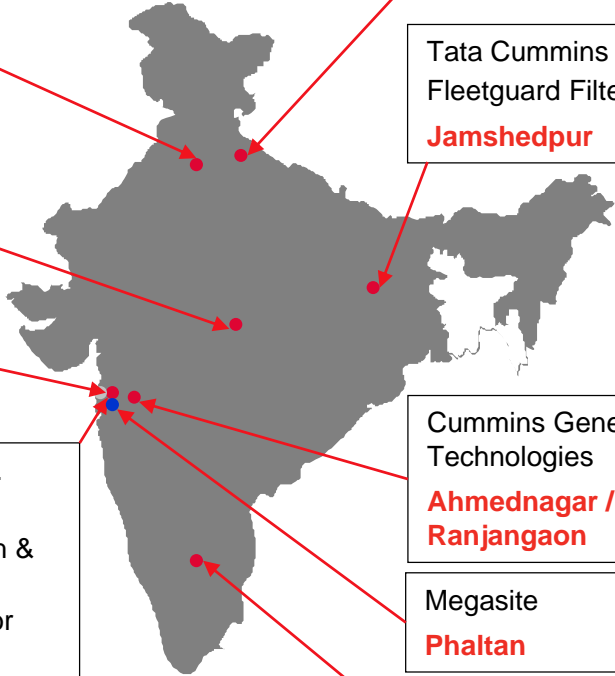 Tata Cummins
Fleetguard Filte
Jamshedpur
Cummins Gene
Technologies
Ahmednagar /
Ranjangaon
n &
or
Megasite
Phaltan